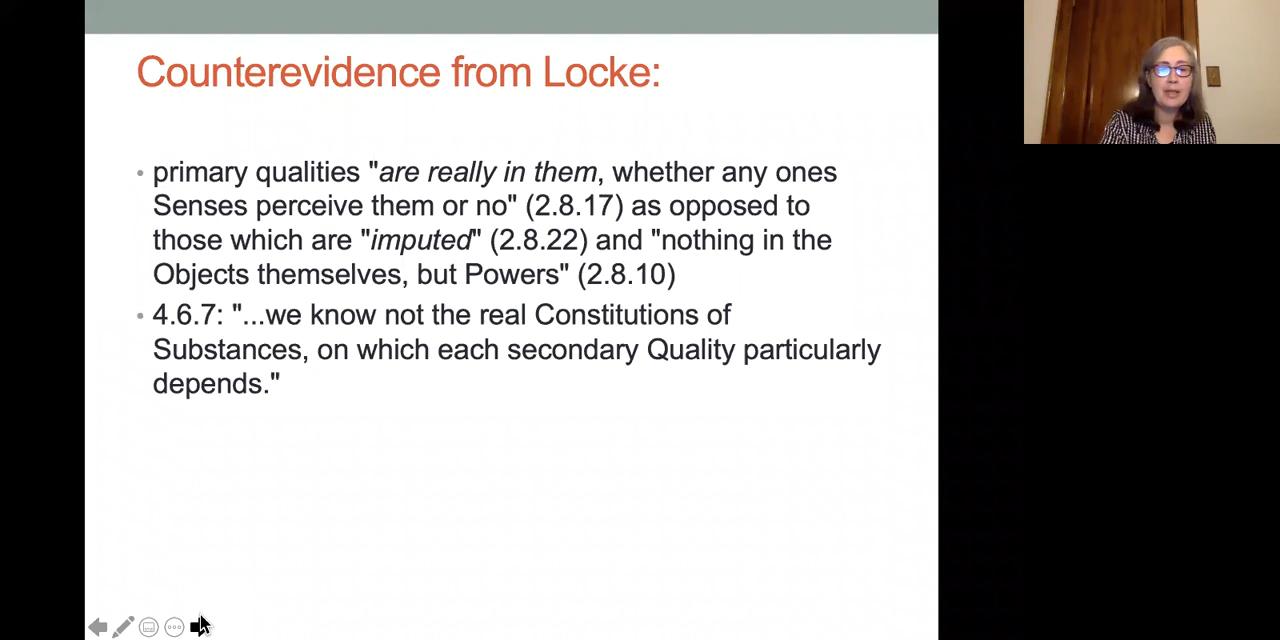 Counterevidence from Locke:
• primary qualities "are really in them, whether any ones
Senses perceive them or no" (2.8.17) as opposed to
those which are "imputed" (2.8.22) and "nothing in the
Objects themselves, but Powers" (2.8.10)
• 4.6.7: "...we know not the real Constitutions of
Substances, on which each secondary Quality particularly
depends."